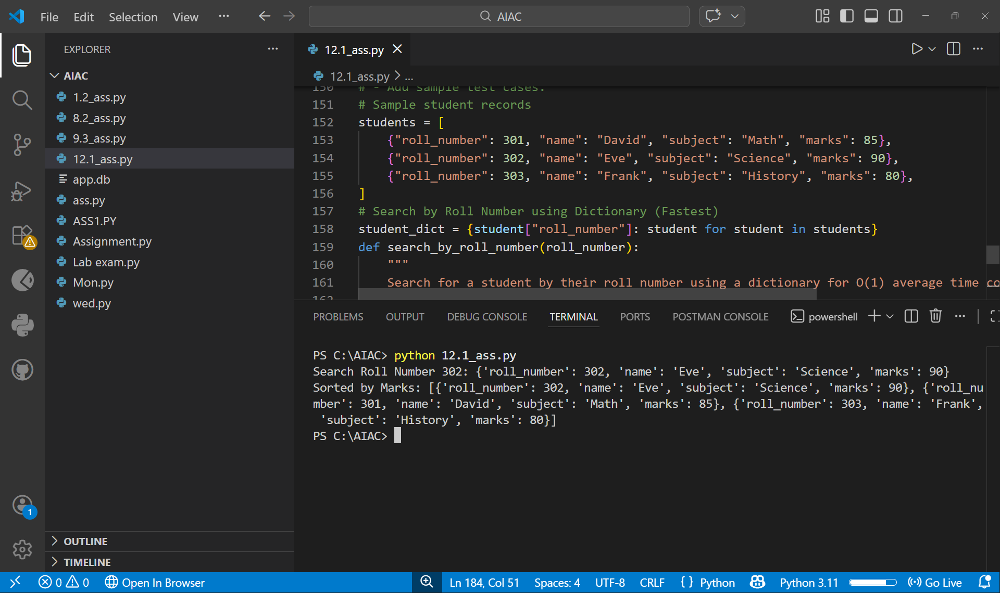 File Edit Selection View ··· AIAC
EXPLORER ···
AIAC
1.2_ass.py
8.2_ass.py
9.3_ass.py
12.1_ass.py
app.db
ass.py
ASS1.PY
Assignment.py
Lab exam.py
Mon.py
wed.py
OUTLINE
TIMELINE
12.1_ass.py
12.1_ass.py > ...
150 # - Add sample test cases.
151 # Sample student records
152 students = [
153 {"roll_number": 301, "name": "David", "subject": "Math", "marks": 85},
154 {"roll_number": 302, "name": "Eve", "subject": "Science", "marks": 90},
155 {"roll_number": 303, "name": "Frank", "subject": "History", "marks": 80},
156 ]
157 # Search by Roll Number using Dictionary (Fastest)
158 student_dict = {student["roll_number"]: student for student in students}
159 def search_by_roll_number(roll_number):
160 """
161 Search for a student by their roll number using a dictionary for O(1) average time co
162
PROBLEMS OUTPUT DEBUG CONSOLE TERMINAL PORTS POSTMAN CONSOLE powershell
PS C:\AIAC> python 12.1_ass.py
Search Roll Number 302: {'roll_number': 302, 'name': 'Eve', 'subject': 'Science', 'marks': 90}
Sorted by Marks: [{'roll_number': 302, 'name': 'Eve', 'subject': 'Science', 'marks': 90}, {'roll_nu
mber': 301, 'name': 'David', 'subject': 'Math', 'marks': 85}, {'roll_number': 303, 'name': 'Frank',
 'subject': 'History', 'marks': 80}]
PS C:\AIAC>
1
0 0 Open In Browser Ln 184, Col 51 Spaces: 4 UTF-8 CRLF {} Python Python 3.11 Go Live